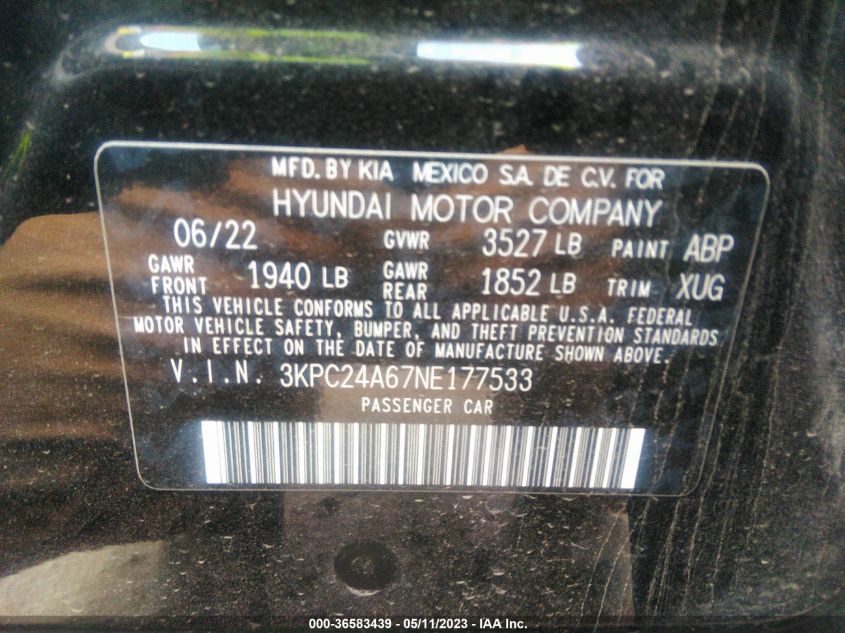 MFD. BY KIA MEXICO S.A. DE C.V. FOR
HYUNDAI MOTOR COMPANY
06/22 GVWR 3527 LB PAINT ABP
GAWR FRONT 1940 LB GAWR REAR 1852 LB TRIM XUG
THIS VEHICLE CONFORMS TO ALL APPLICABLE U.S.A. FEDERAL
MOTOR VEHICLE SAFETY, BUMPER, AND THEFT PREVENTION STANDARDS
IN EFFECT ON THE DATE OF MANUFACTURE SHOWN ABOVE.
V.I.N. 3KPC24A67NE177533
PASSENGER CAR
000-36583439 - 05/11/2023 - IAA Inc.